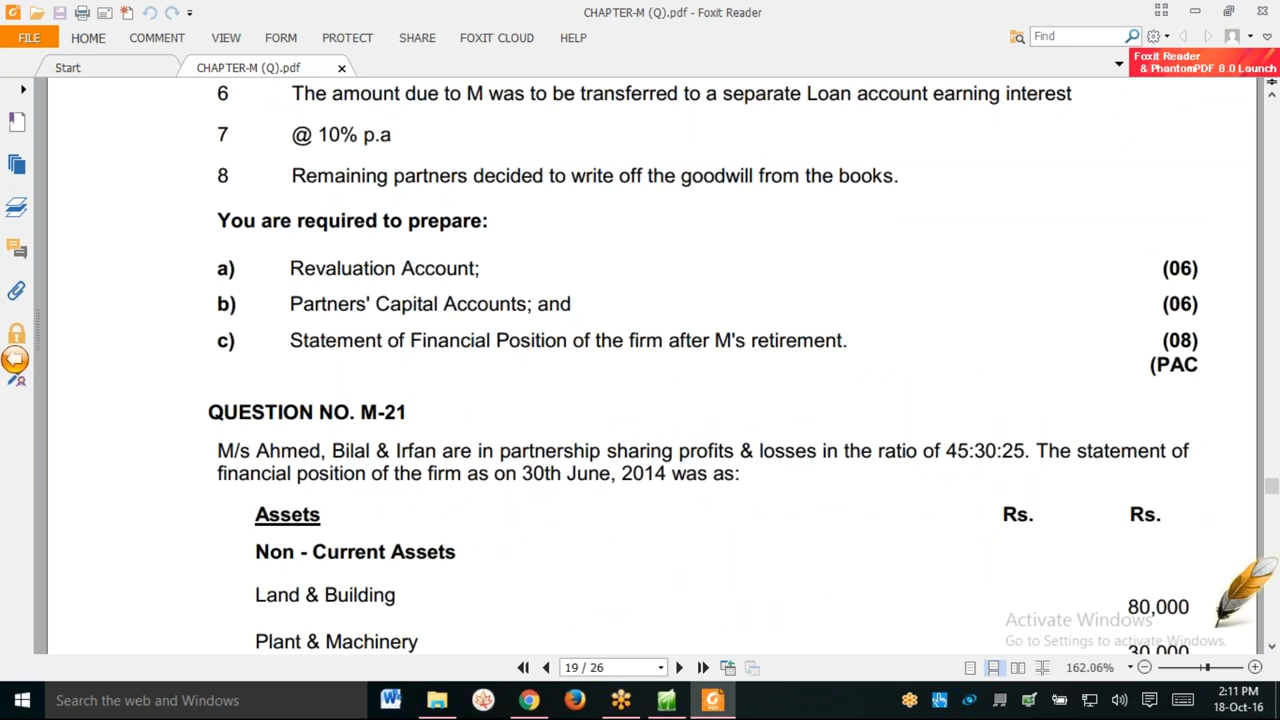 CHAPTER-M (Q).pdf - Foxit Reader
FILE HOME COMMENT VIEW FORM PROTECT SHARE FOXIT CLOUD HELP Find
Start CHAPTER-M (Q).pdf
Foxit Reader
& PhantomPDF 8.0 Launch
6 The amount due to M was to be transferred to a separate Loan account earning interest
7 @ 10% p.a
8 Remaining partners decided to write off the goodwill from the books.
You are required to prepare:
a) Revaluation Account; (06)
b) Partners' Capital Accounts; and (06)
c) Statement of Financial Position of the firm after M's retirement. (08)
(PAC
QUESTION NO. M-21
M/s Ahmed, Bilal & Irfan are in partnership sharing profits & losses in the ratio of 45:30:25. The statement of
financial position of the firm as on 30th June, 2014 was as:
Assets Rs. Rs.
Non - Current Assets
Land & Building
80,000
Plant & Machinery
30,000
Activate Windows
Go to Settings to activate Windows.
19 / 26 162.06%
Search the web and Windows
2:11 PM
18-Oct-16